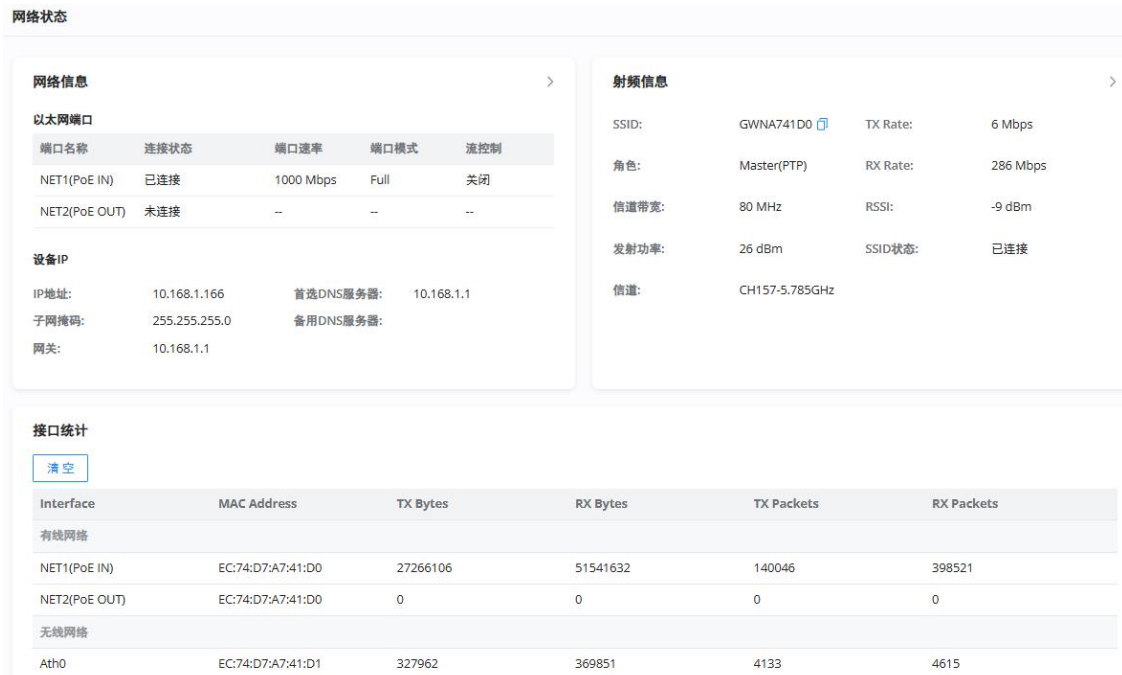 网络状态
网络信息
以太网端口
端口名称 连接状态 端口速率 端口模式 流控制
NET1(PoE IN) 已连接 1000 Mbps Full 关闭
NET2(PoE OUT) 未连接 -- -- --
设备IP
IP地址: 10.168.1.166 首选DNS服务器: 10.168.1.1
子网掩码: 255.255.255.0 备用DNS服务器:
网关: 10.168.1.1
射频信息
SSID: GWNA741D0 TX Rate: 6 Mbps
角色: Master(PTP) RX Rate: 286 Mbps
信道带宽: 80 MHz RSSI: -9 dBm
发射功率: 26 dBm SSID状态: 已连接
信道: CH157-5.785GHz
接口统计
清空
Interface MAC Address TX Bytes RX Bytes TX Packets RX Packets
有线网络
NET1(PoE IN) EC:74:D7:A7:41:D0 27266106 51541632 140046 398521
NET2(PoE OUT) EC:74:D7:A7:41:D0 0 0 0 0
无线网络
Ath0 EC:74:D7:A7:41:D1 327962 369851 4133 4615